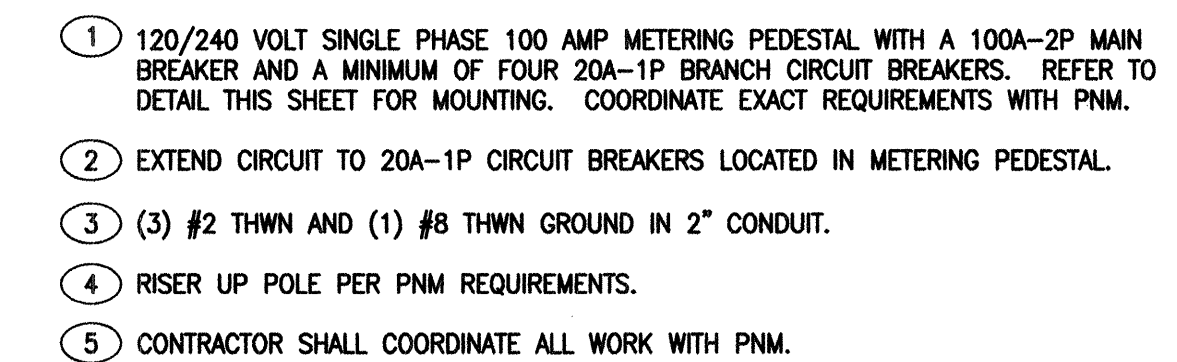 1 120/240 VOLT SINGLE PHASE 100 AMP METERING PEDESTAL WITH A 100A-2P MAIN
BREAKER AND A MINIMUM OF FOUR 20A-1P BRANCH CIRCUIT BREAKERS. REFER TO
DETAIL THIS SHEET FOR MOUNTING. COORDINATE EXACT REQUIREMENTS WITH PNM.
2 EXTEND CIRCUIT TO 20A-1P CIRCUIT BREAKERS LOCATED IN METERING PEDESTAL.
3 (3) #2 THWN AND (1) #8 THWN GROUND IN 2" CONDUIT.
4 RISER UP POLE PER PNM REQUIREMENTS.
5 CONTRACTOR SHALL COORDINATE ALL WORK WITH PNM.